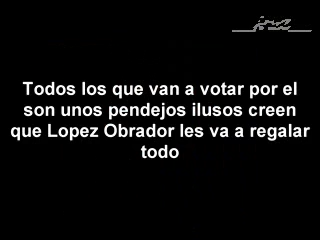 Todos los que van a votar por el
son unos pendejos ilusos creen
que Lopez Obrador les va a regalar
todo